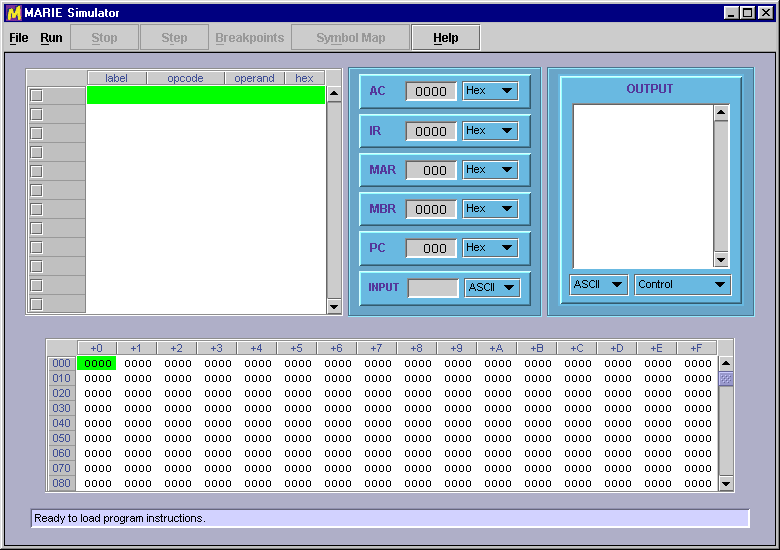 MARIE Simulator
File Run Stop Step Breakpoints Symbol Map Help
label opcode operand hex
AC 0000 Hex
IR 0000 Hex
MAR 000 Hex
MBR 0000 Hex
PC 000 Hex
INPUT ASCII
OUTPUT
ASCII Control
+0 +1 +2 +3 +4 +5 +6 +7 +8 +9 +A +B +C +D +E +F
000 0000 0000 0000 0000 0000 0000 0000 0000 0000 0000 0000 0000 0000 0000 0000 0000
010 0000 0000 0000 0000 0000 0000 0000 0000 0000 0000 0000 0000 0000 0000 0000 0000
020 0000 0000 0000 0000 0000 0000 0000 0000 0000 0000 0000 0000 0000 0000 0000 0000
030 0000 0000 0000 0000 0000 0000 0000 0000 0000 0000 0000 0000 0000 0000 0000 0000
040 0000 0000 0000 0000 0000 0000 0000 0000 0000 0000 0000 0000 0000 0000 0000 0000
050 0000 0000 0000 0000 0000 0000 0000 0000 0000 0000 0000 0000 0000 0000 0000 0000
060 0000 0000 0000 0000 0000 0000 0000 0000 0000 0000 0000 0000 0000 0000 0000 0000
070 0000 0000 0000 0000 0000 0000 0000 0000 0000 0000 0000 0000 0000 0000 0000 0000
080 0000 0000 0000 0000 0000 0000 0000 0000 0000 0000 0000 0000 0000 0000 0000 0000
Ready to load program instructions.